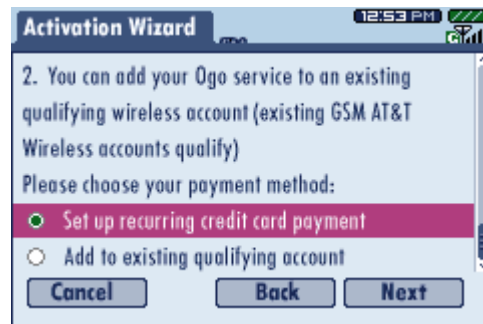 Activation Wizard
12:53 PM
2. You can add your Ogo service to an existing
qualifying wireless account (existing GSM AT&T
Wireless accounts qualify)
Please choose your payment method:
Set up recurring credit card payment
Add to existing qualifying account
Cancel Back Next